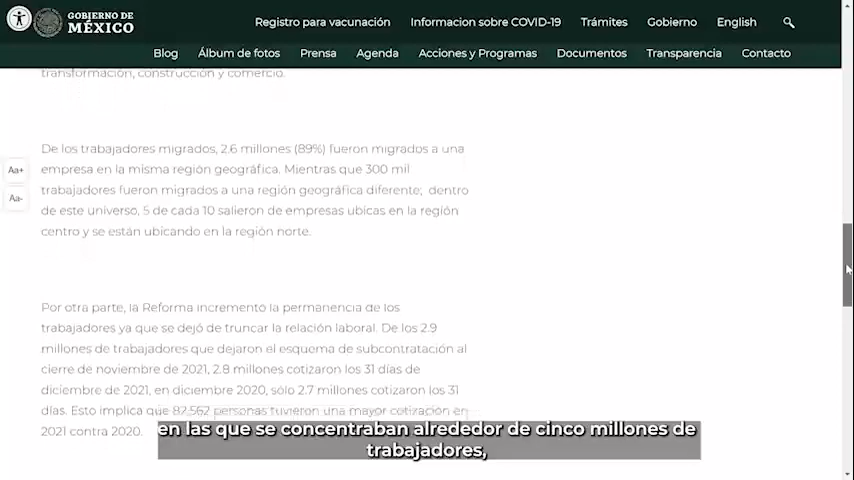 GOBIERNO DE
MÉXICO
Registro para vacunación Informacion sobre COVID-19 Trámites Gobierno English
Blog Álbum de fotos Prensa Agenda Acciones y Programas Documentos Transparencia Contacto
transformación, construcción y comercio.
Aa+
Aa-
De los trabajadores migrados, 2.6 millones (89%) fueron migrados a una
empresa en la misma región geográfica. Mientras que 300 mil
trabajadores fueron migrados a una región geográfica diferente; dentro
de este universo, 5 de cada 10 salieron de empresas ubicas en la región
centro y se están ubicando en la región norte.
Por otra parte, la Reforma incrementó la permanencia de los
trabajadores ya que se dejó de truncar la relación laboral. De los 2.9
millones de trabajadores que dejaron el esquema de subcontratación al
cierre de noviembre de 2021, 2.8 millones cotizaron los 31 días de
diciembre de 2021, en diciembre 2020, sólo 2.7 millones cotizaron los 31
días. Esto implica que 82,562 personas tuvieron una mayor cotización en
2021 contra 2020.
en las que se concentraban alrededor de cinco millones de
trabajadores,